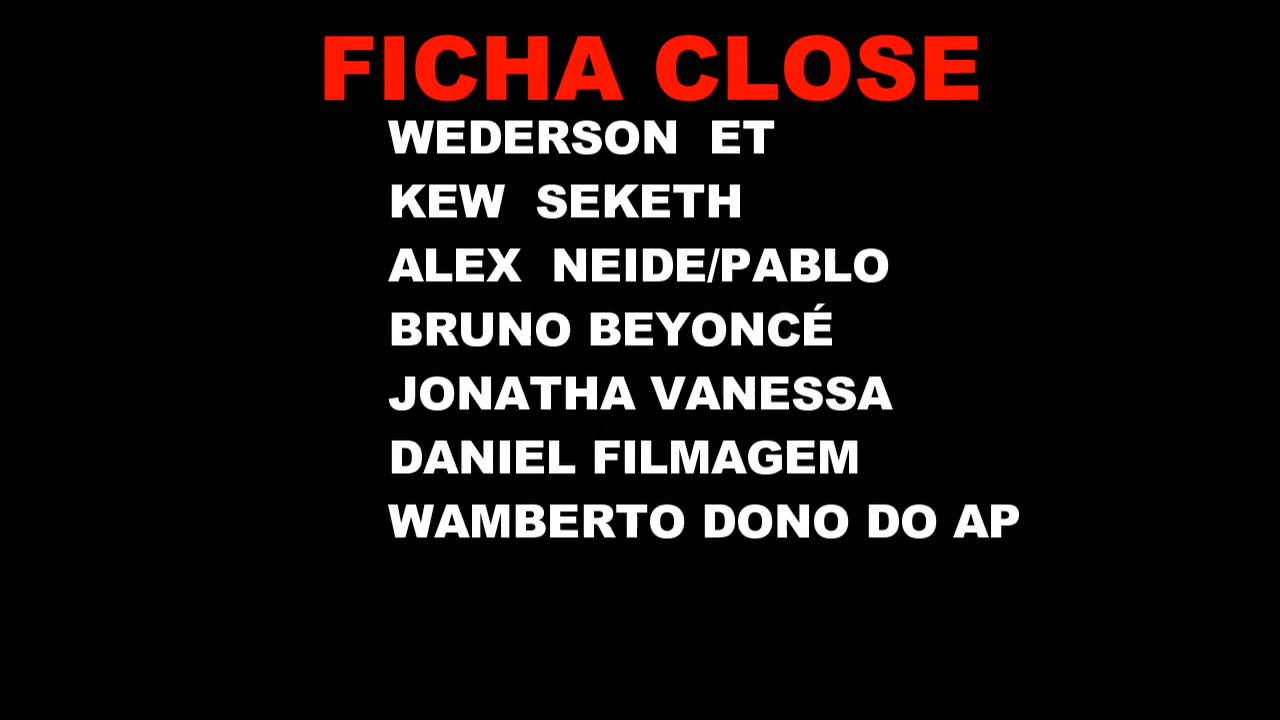 FICHA CLOSE
WEDERSON ET
KEW SEKETH
ALEX NEIDE/PABLO
BRUNO BEYONCÉ
JONATHA VANESSA
DANIEL FILMAGEM
WAMBERTO DONO DO AP